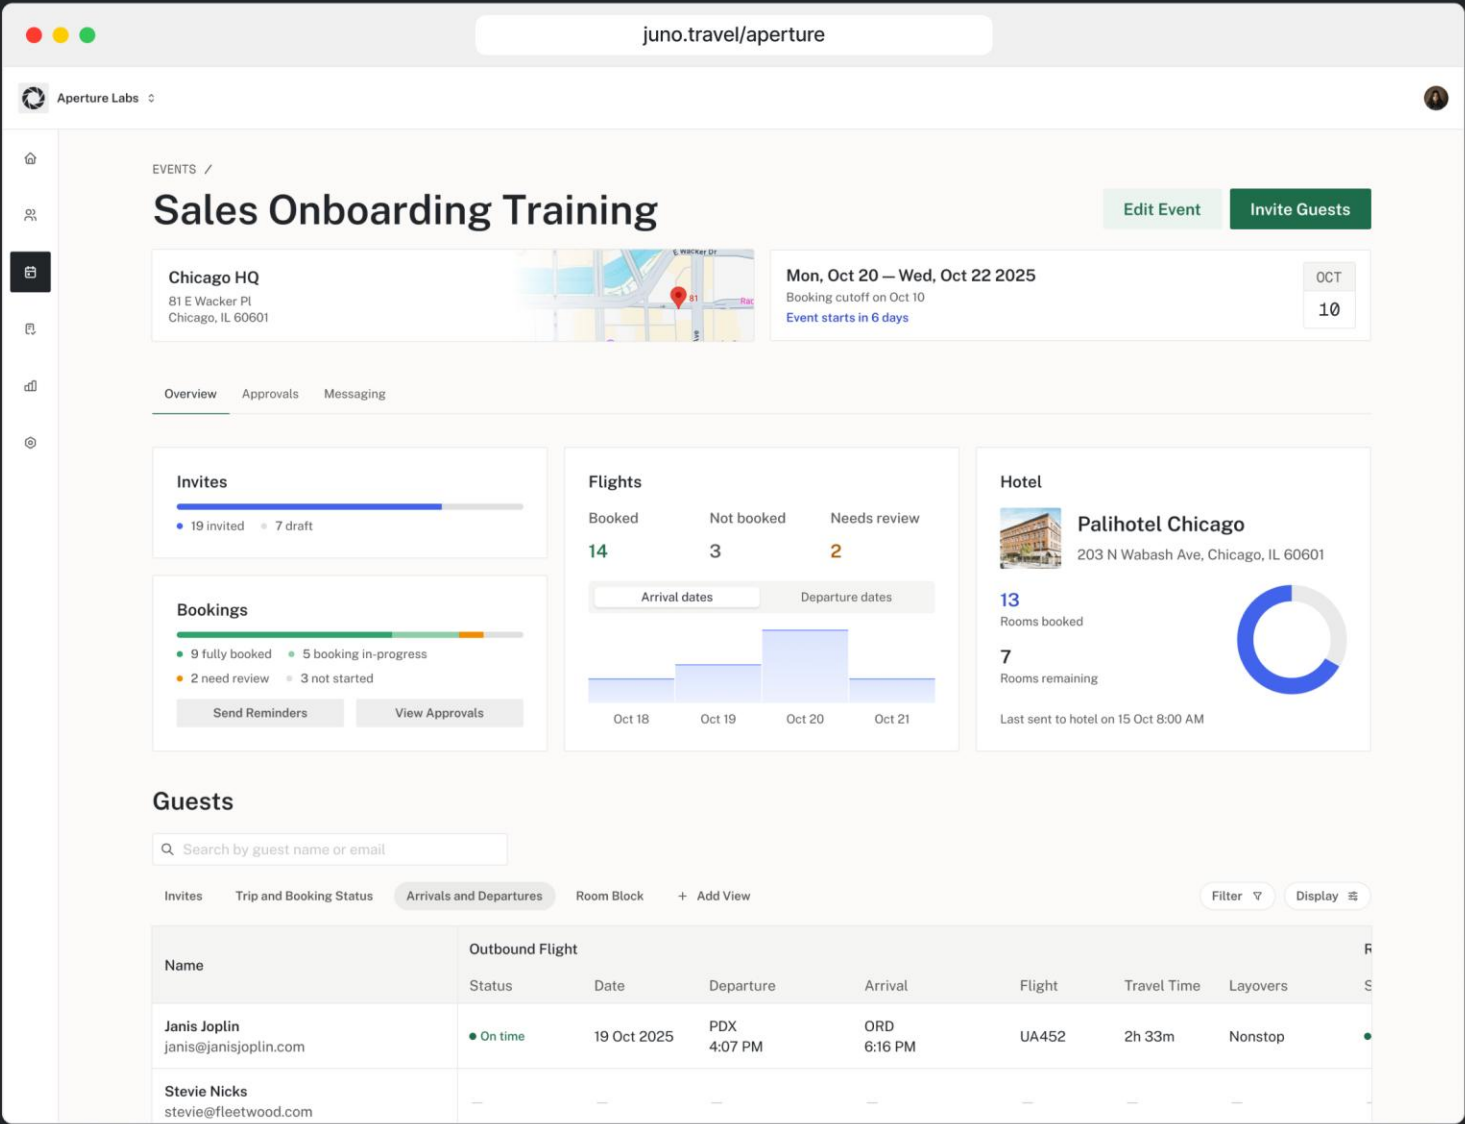 juno.travel/aperture
Aperture Labs
EVENTS /
Sales Onboarding Training
Edit Event
Invite Guests
Chicago HQ
81 E Wacker Pl
Chicago, IL 60601
E Wacker Dr
81
Rac
Ave
Mon, Oct 20 — Wed, Oct 22 2025
Booking cutoff on Oct 10
Event starts in 6 days
OCT
10
Overview
Approvals
Messaging
Invites
19 invited
7 draft
Bookings
9 fully booked
5 booking in-progress
2 need review
3 not started
Send Reminders
View Approvals
Flights
Booked
Not booked
Needs review
14
3
2
Arrival dates
Departure dates
Oct 18
Oct 19
Oct 20
Oct 21
Hotel
Palihotel Chicago
203 N Wabash Ave, Chicago, IL 60601
13
Rooms booked
7
Rooms remaining
Last sent to hotel on 15 Oct 8:00 AM
Guests
Search by guest name or email
Invites
Trip and Booking Status
Arrivals and Departures
Room Block
+ Add View
Filter
Display
Name
Outbound Flight
R
Status
Date
Departure
Arrival
Flight
Travel Time
Layovers
S
Janis Joplin
janis@janisjoplin.com
On time
19 Oct 2025
PDX
4:07 PM
ORD
6:16 PM
UA452
2h 33m
Nonstop
Stevie Nicks
stevie@fleetwood.com
— — — — — — —